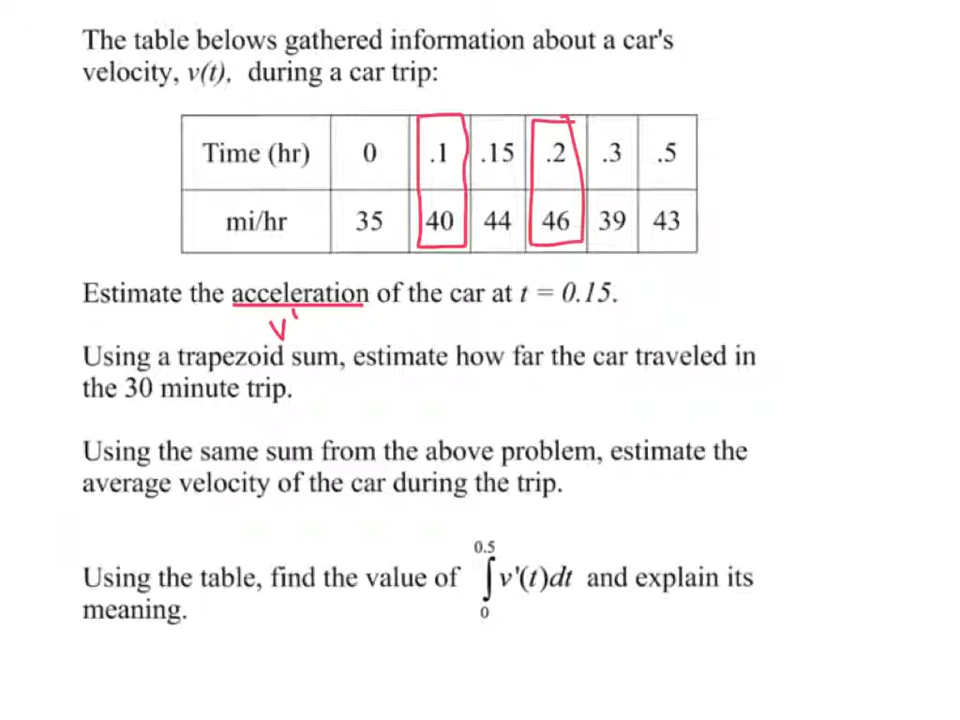 The table belows gathered information about a car's
velocity, v(t), during a car trip:
Time (hr) 0 .1 .15 .2 .3 .5
mi/hr 35 40 44 46 39 43
Estimate the acceleration of the car at t = 0.15.
v'
Using a trapezoid sum, estimate how far the car traveled in
the 30 minute trip.
Using the same sum from the above problem, estimate the
average velocity of the car during the trip.
0.5
Using the table, find the value of ∫v'(t)dt and explain its
0
meaning.